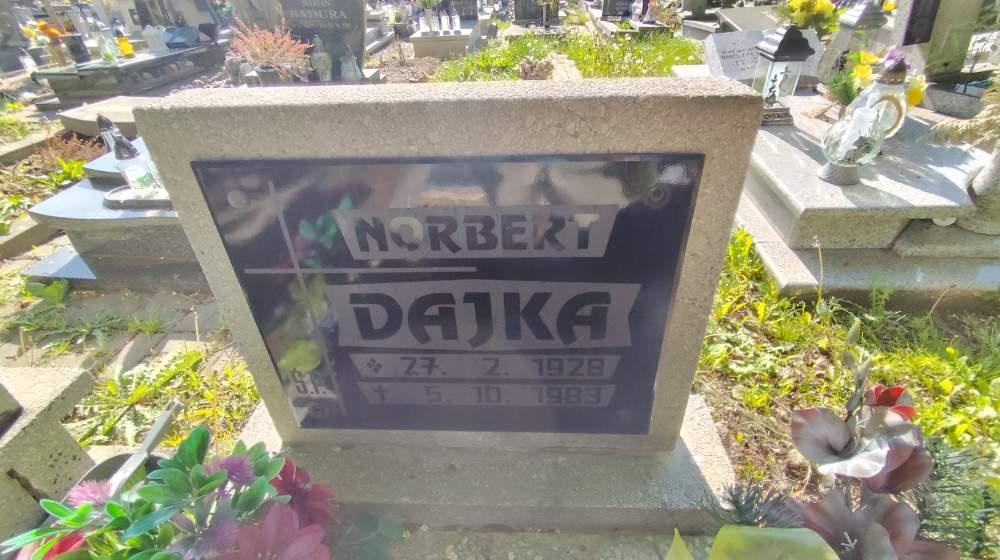 NORBERT
DAJKA
27. 2. 1928
✝ 5. 10. 1983
Ś.P.